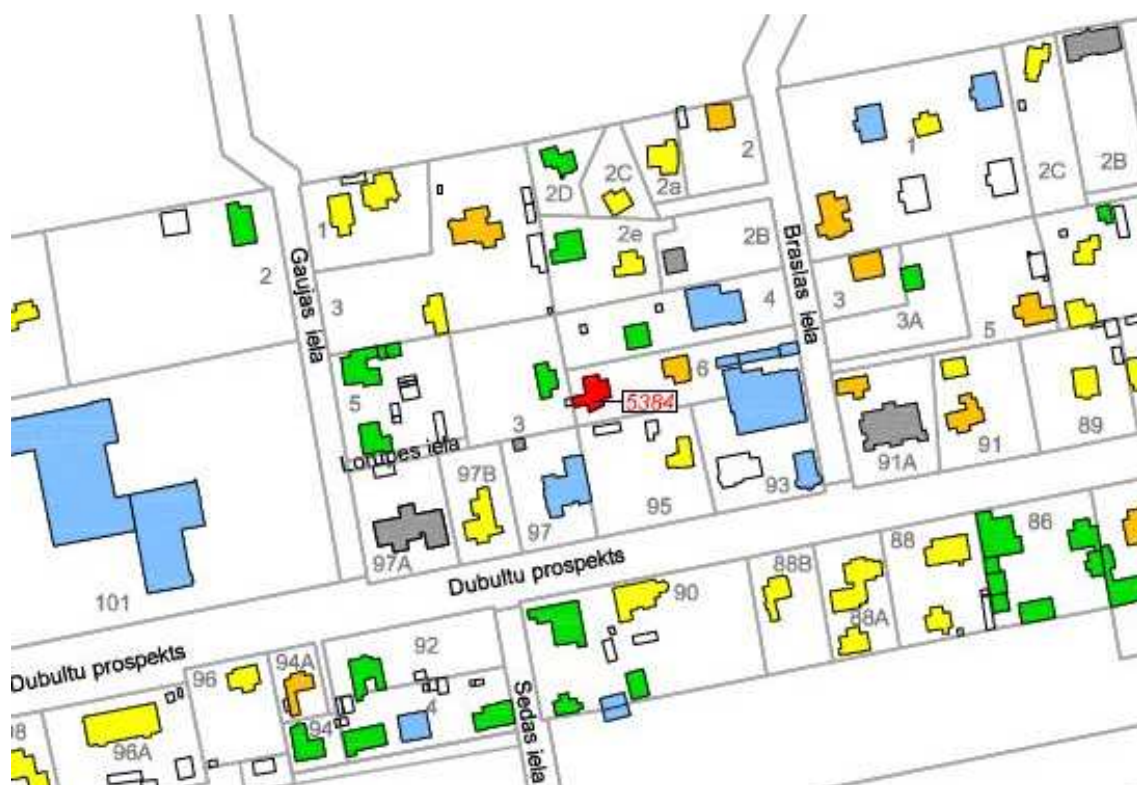 2C
2B
2
1
2C
2D
2a
2B
1
2e
Braslas iela
2
Gaujas iela
3
4
3
3A
5
6
5
5384
3
89
Lotupes iela
91
91A
97B
95
93
97
97A
88
86
Dubultu prospekts
88B
101
90
88A
92
94A
Dubultu prospekts
96
Sedas iela
4
94
98
96A